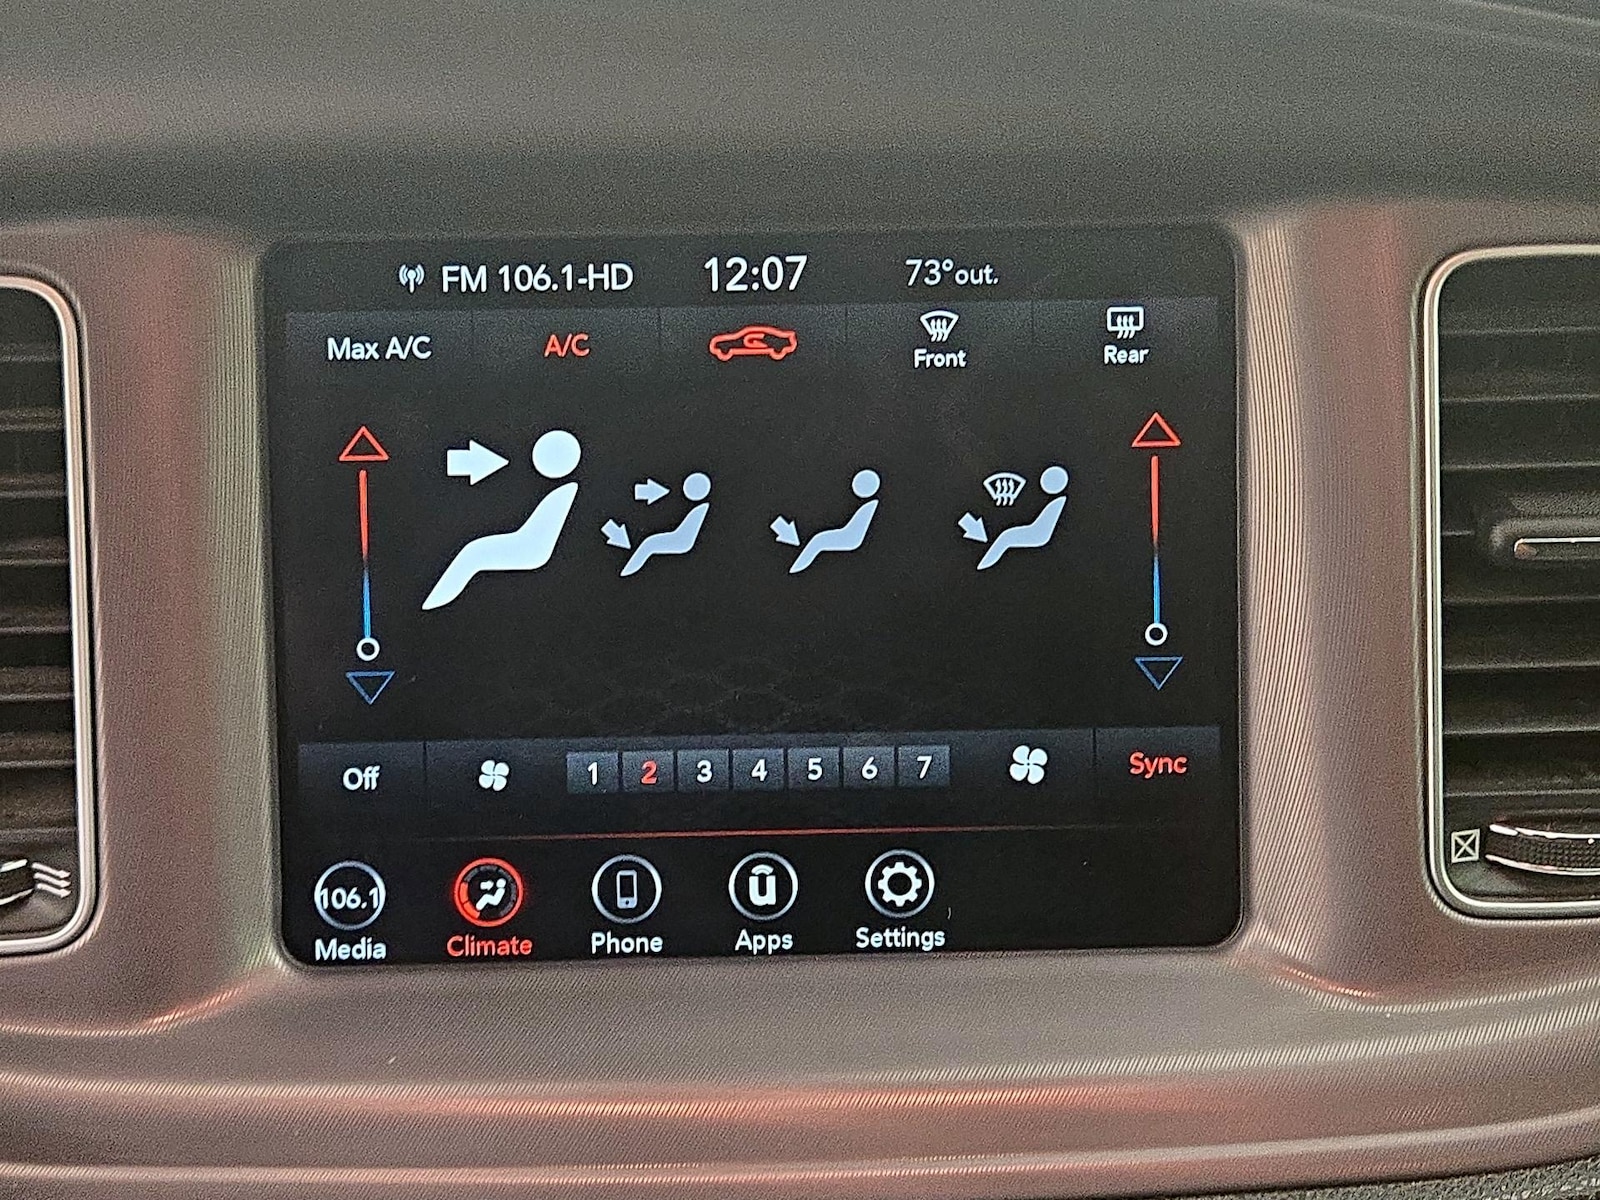 FM 106.1-HD 12:07 73°out.
Max A/C A/C Front Rear
Off 1 2 3 4 5 6 7 Sync
106.1
Media Climate Phone Apps Settings